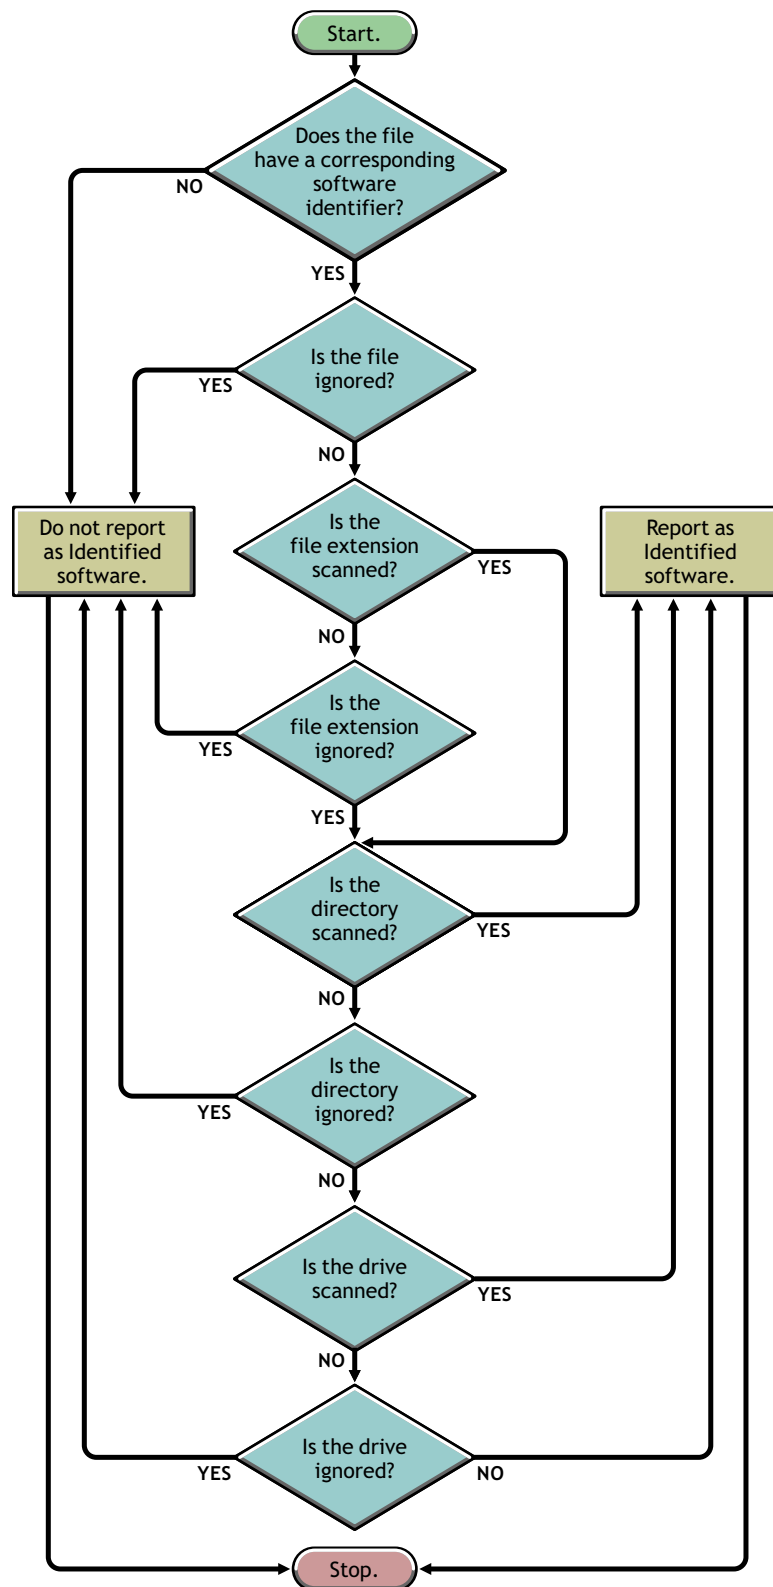 Start.
Does the file
have a corresponding
software
identifier?
NO
YES
Is the file
ignored?
YES
NO
Do not report
as Identified
software.
Is the
file extension
scanned?
YES
Report as
Identified
software.
NO
Is the
file extension
ignored?
YES
YES
Is the
directory
scanned?
YES
NO
Is the
directory
ignored?
YES
NO
Is the drive
scanned?
YES
NO
Is the drive
ignored?
YES
NO
Stop.